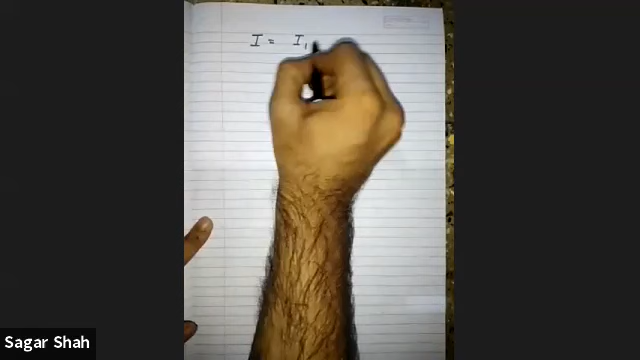 I = I₁
Sagar Shah